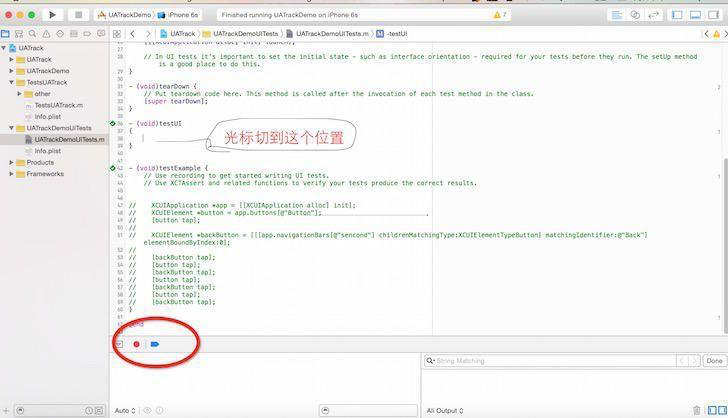 UATrackDemo
iPhone 6s
Finished running UATrackDemo on iPhone 6s
7
UATrack
UATrackDemoUITests
UATrackDemoUITests.m
-testUI
UATrack
UATrack
UATrackDemo
TestsUATrack
other
TestsUATrack.m
Info.plist
UATrackDemoUITests
UATrackDemoUITests.m
Info.plist
Products
Frameworks
// In UI tests it's important to set the initial state - such as interface orientation - required for your tests before they run. The setUp method
is a good place to do this.
}
- (void)tearDown {
// Put teardown code here. This method is called after the invocation of each test method in the class.
[super tearDown];
}
- (void)testUI
{
光标切到这个位置
}
- (void)testExample {
// Use recording to get started writing UI tests.
// Use XCTAssert and related functions to verify your tests produce the correct results.
// XCUIApplication *app = [[XCUIApplication alloc] init];
// XCUIElement *button = app.buttons[@"Button"];
// [button tap];
//
// XCUIElement *backButton = [[[app.navigationBars[@"sencond"] childrenMatchingType:XCUIElementTypeButton] matchingIdentifier:@"Back"]
elementBoundByIndex:0];
//
// [backButton tap];
// [button tap];
// [backButton tap];
// [button tap];
// [backButton tap];
// [button tap];
// [backButton tap];
}
String Matching
Done
Auto
All Output